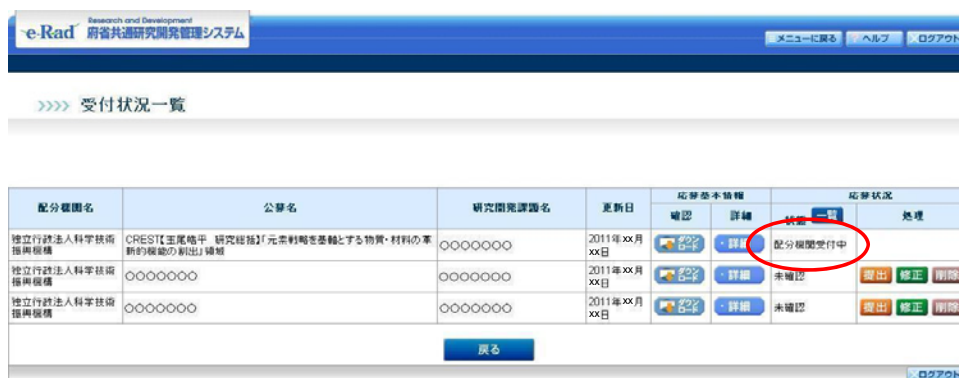 Research and Development
e-Rad 府省共通研究開発管理システム
メニューに戻る ヘルプ ログアウト
>>>> 受付状況一覧
配分機関名 公募名 研究開発課題名 更新日 応募基本情報 応募状況
確認 詳細 状態 一覧 処理
独立行政法人科学技術 CREST【玉尾皓平 研究総括】「元素戦略を基軸とする物質・材料の革 ○○○○○○○ 2011年xx月 ダウン ・詳細 配分機関受付中
振興機構 新的機能の創出」領域 xx日 ロード
独立行政法人科学技術 ○○○○○○○ ○○○○○○○ 2011年xx月 ダウン ・詳細 未確認 提出 修正 削除
振興機構 xx日 ロード
独立行政法人科学技術 ○○○○○○○ ○○○○○○○ 2011年xx月 ダウン ・詳細 未確認 提出 修正 削除
振興機構 xx日 ロード
戻る
ログアウト